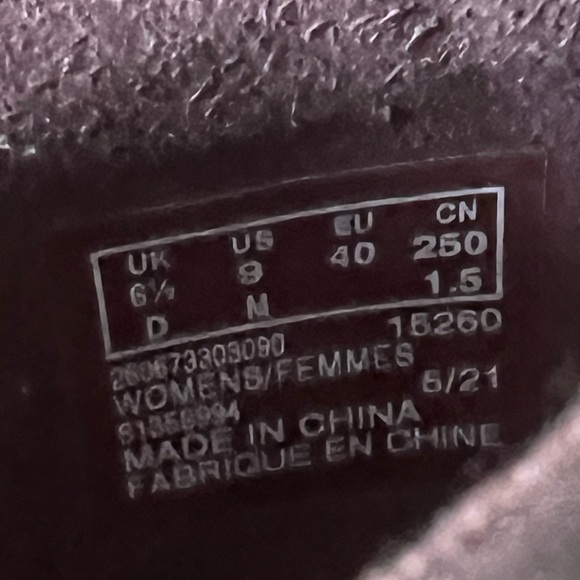 UK US EU CN
6½ 9 40 250
D M 1.5
15260
WOMENS/FEMMES
5/21
MADE IN CHINA
FABRIQUE EN CHINE